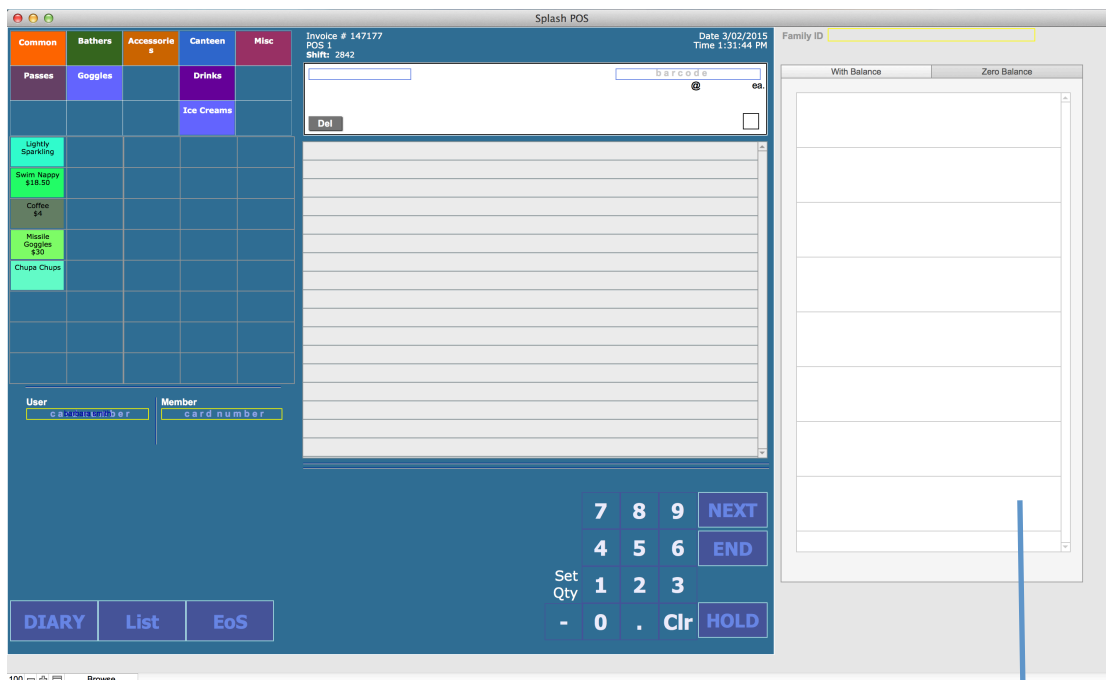 Splash POS
Common Bathers Accessorie
s Canteen Misc
Passes Goggles Drinks
Ice Creams
Lightly
Sparkling
Swim Nappy
$18.50
Coffee
$4
Missile
Goggles
$30
Chupa Chups
User
Member
card number
DIARY List EoS
Invoice # 147177
POS 1
Shift: 2842
Date 3/02/2015
Time 1:31:44 PM
barcode
@ ea.
Del
7 8 9 NEXT
4 5 6 END
Set
Qty 1 2 3
- 0 . Clr HOLD
Family ID
With Balance Zero Balance
100 Browse